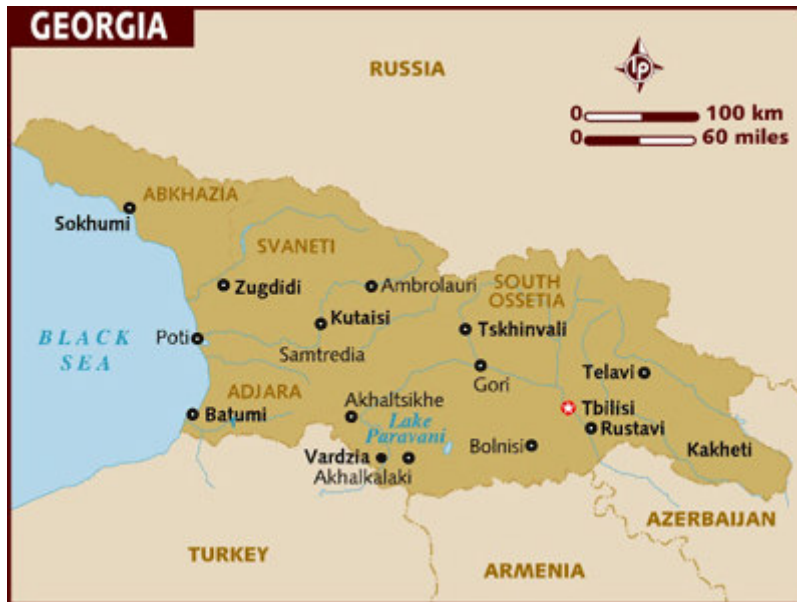 GEORGIA
RUSSIA
lp
0 100 km
0 60 miles
ABKHAZIA
Sokhumi
SVANETI
Zugdidi
Ambrolauri
SOUTH
OSSETIA
Kutaisi
Tskhinvali
BLACK
SEA
Poti
Samtredia
Gori
Telavi
ADJARA
Batumi
Akhaltsikhe
Tbilisi
Lake
Paravani
Rustavi
Bolnisi
Kakheti
Vardzia
Akhalkalaki
AZERBAIJAN
TURKEY
ARMENIA